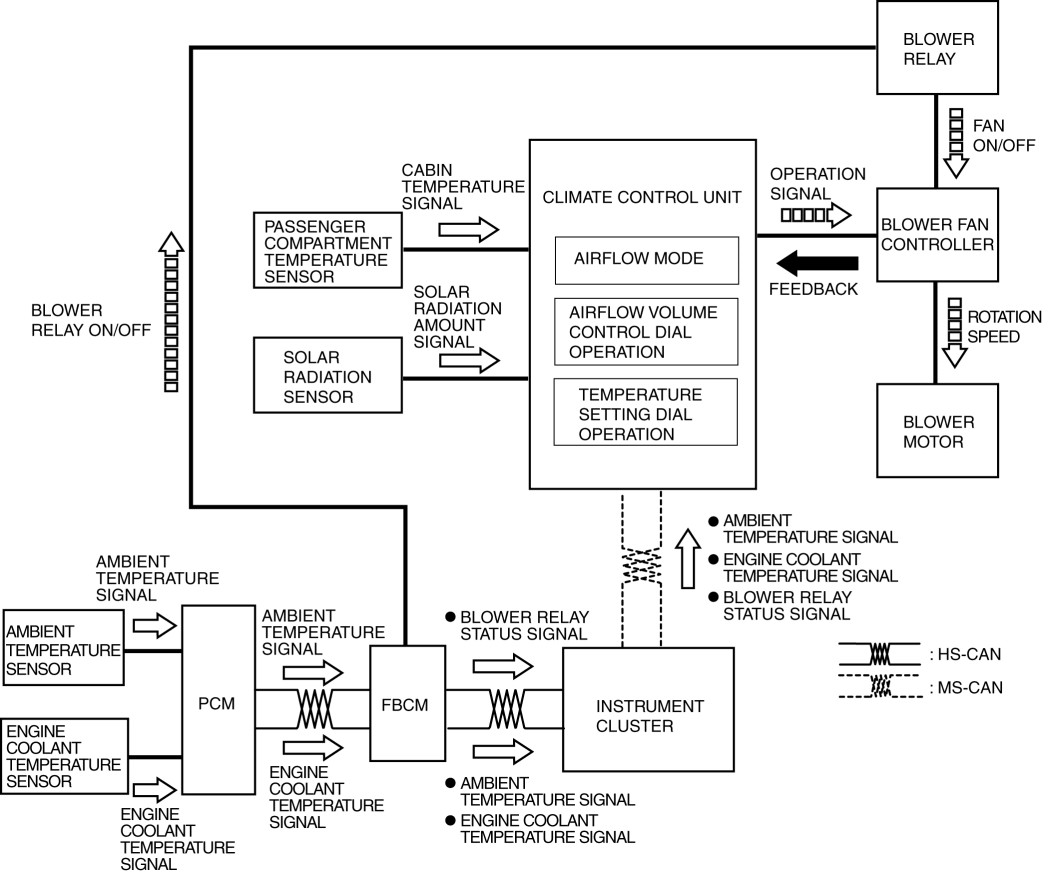 BLOWER
RELAY
FAN
ON/OFF
CABIN
TEMPERATURE
SIGNAL
OPERATION
SIGNAL
CLIMATE CONTROL UNIT
PASSENGER
COMPARTMENT
TEMPERATURE
SENSOR
BLOWER FAN
CONTROLLER
AIRFLOW MODE
FEEDBACK
SOLAR
RADIATION
AMOUNT
SIGNAL
BLOWER
RELAY ON/OFF
AIRFLOW VOLUME
CONTROL DIAL
OPERATION
ROTATION
SPEED
SOLAR
RADIATION
SENSOR
TEMPERATURE
SETTING DIAL
OPERATION
BLOWER
MOTOR
● AMBIENT
TEMPERATURE SIGNAL
● ENGINE COOLANT
TEMPERATURE SIGNAL
● BLOWER RELAY
STATUS SIGNAL
AMBIENT
TEMPERATURE
SIGNAL
AMBIENT
TEMPERATURE
SENSOR
AMBIENT
TEMPERATURE
SIGNAL
● BLOWER RELAY
STATUS SIGNAL
: HS-CAN
: MS-CAN
PCM
FBCM
INSTRUMENT
CLUSTER
ENGINE
COOLANT
TEMPERATURE
SENSOR
ENGINE
COOLANT
TEMPERATURE
SIGNAL
● AMBIENT
TEMPERATURE SIGNAL
● ENGINE COOLANT
TEMPERATURE SIGNAL
ENGINE
COOLANT
TEMPERATURE
SIGNAL